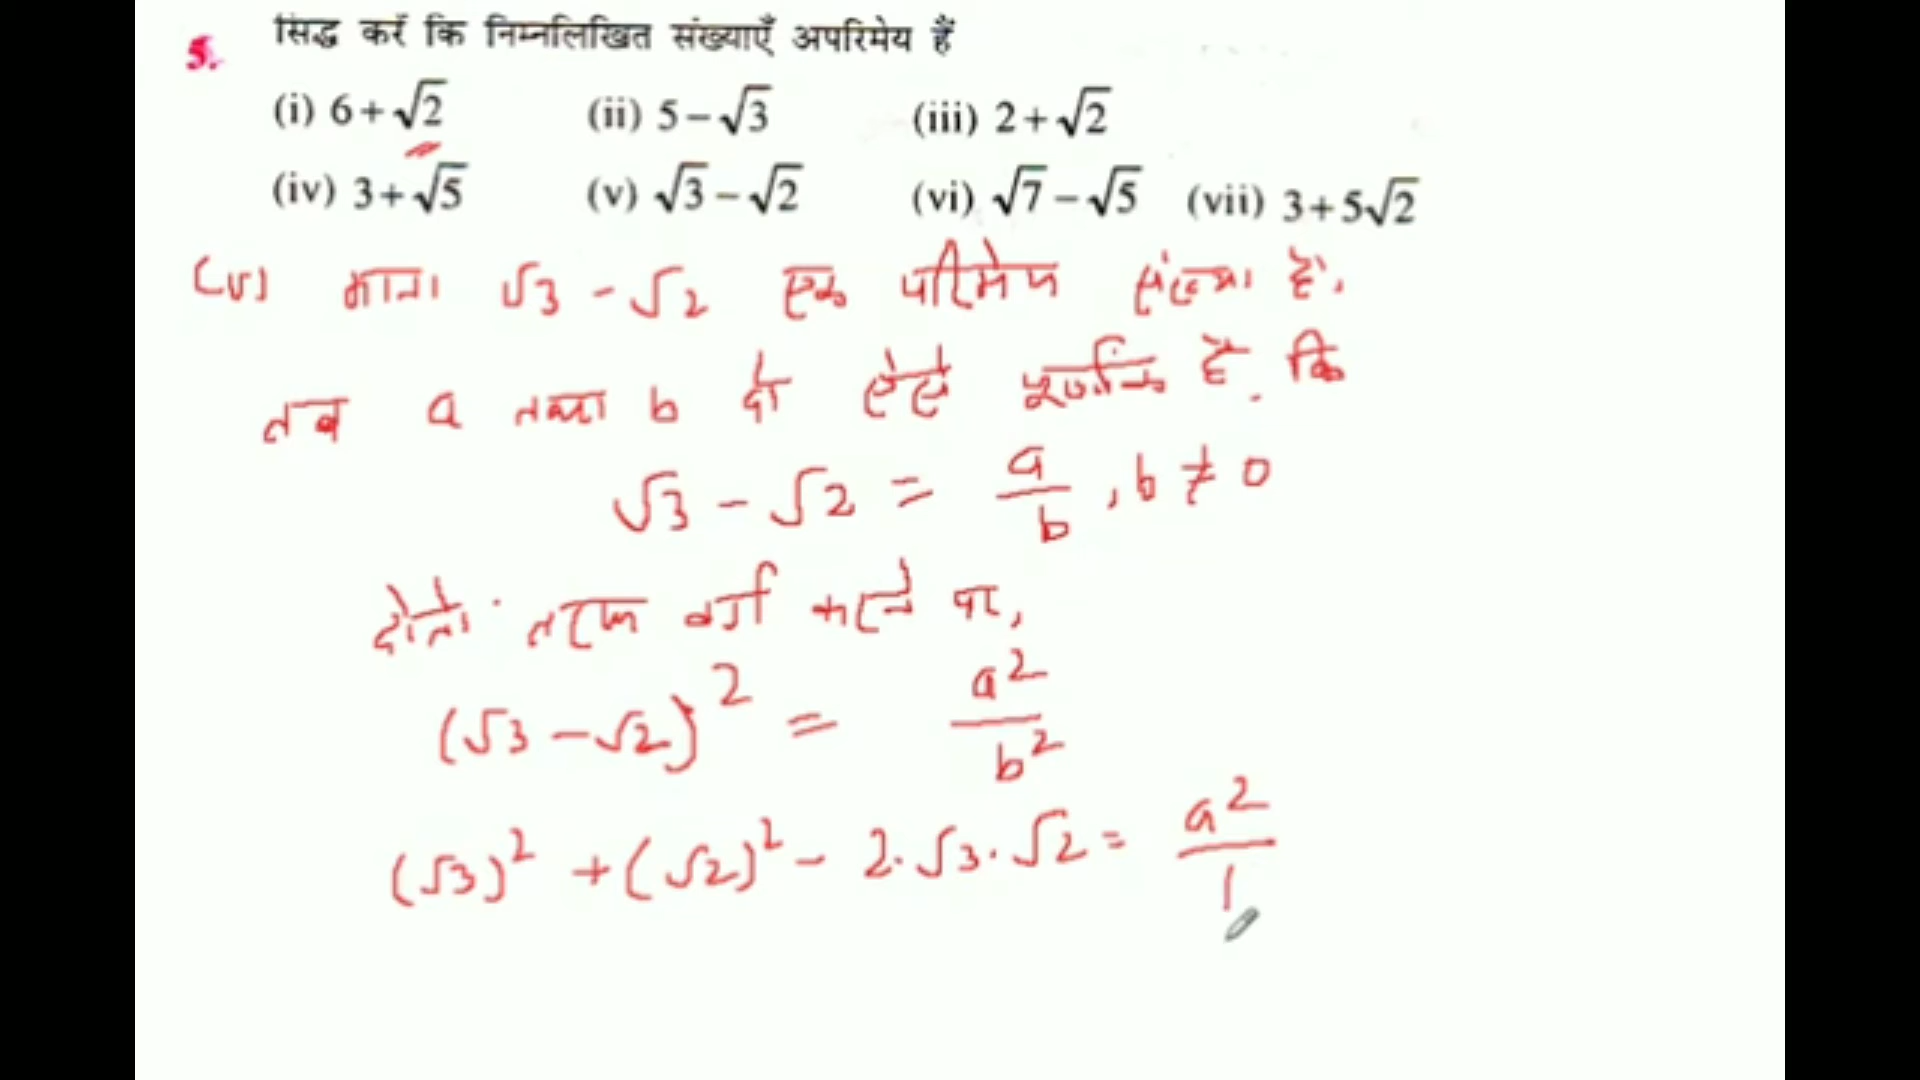 5. सिद्ध करें कि निम्नलिखित संख्याएँ अपरिमेय हैं
(i) 6+√2 (ii) 5−√3 (iii) 2+√2
(iv) 3+√5 (v) √3−√2 (vi) √7−√5 (vii) 3+5√2
(v) माना √3 - √2 एक परिमेय संख्या है.
तब a तथा b दो ऐसे पूर्णांक है. कि
√3 - √2 = a/b , b ≠ 0
दोनो तरफ वर्ग करने पर,
(√3 - √2)² = a²/b²
(√3)² + (√2)² - 2·√3·√2 = a²/